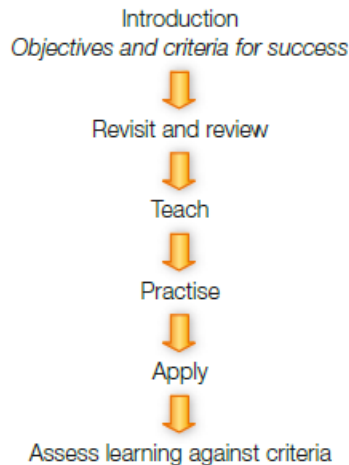 Introduction
Objectives and criteria for success
Revisit and review
Teach
Practise
Apply
Assess learning against criteria